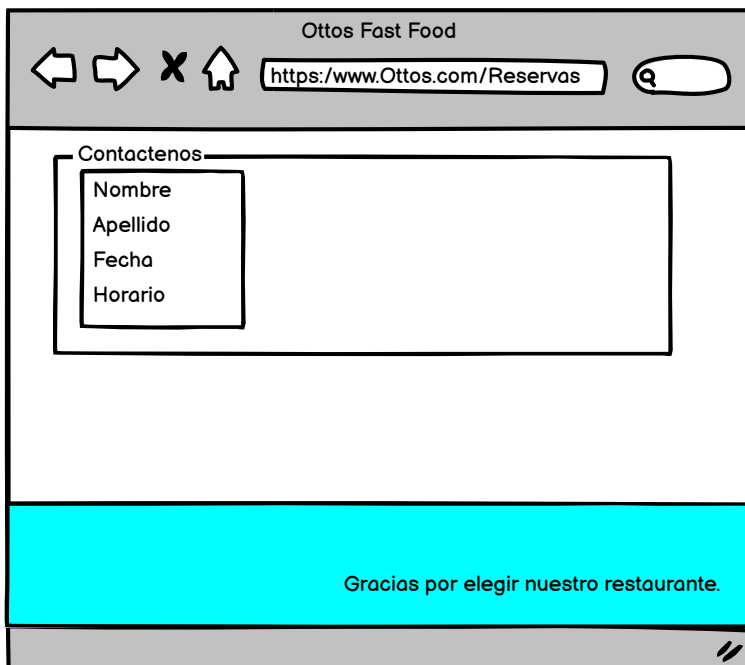 Ottos Fast Food
https:/www.Ottos.com/Reservas
Contactenos
Nombre
Apellido
Fecha
Horario
Gracias por elegir nuestro restaurante.